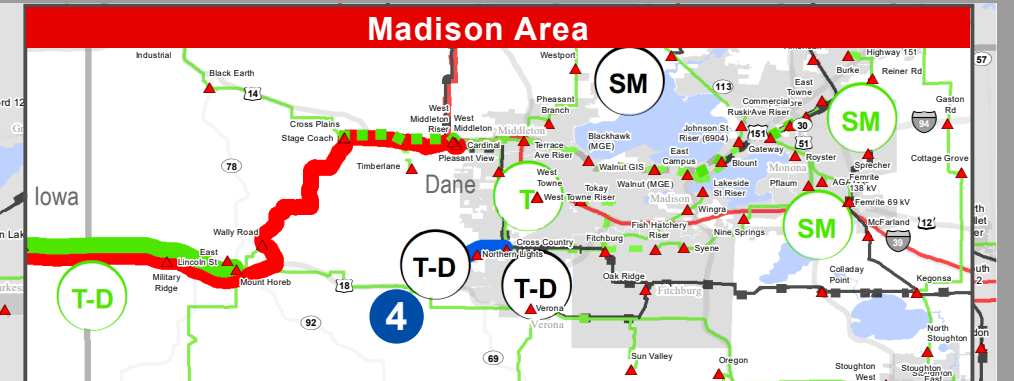 Madison Area
Industrial
Westport
Highway 151
57
Black Earth
14
SM
East
Towne
Burke
Reiner Rd
113
Commercial
Gaston
Rd
ord 12
Cross Plains
Stage Coach
West
Middleton
Riser
West
Middleton
Pheasant
Branch
Middleton
Johnson St
Riser (6904)
Ruskin Ave Riser
151
30
SM
94
Cardinal
Pleasant View
Terrace
Ave Riser
Blackhawk
(MGE)
51
Gateway
Timberlane
78
Iowa
Dane
Walnut GIS
East
Campus
Blount
Royster
Sprecher
Cottage Grove
West
Towne
Walnut (MGE)
Monona
Pflaum
AGA
Femrite
138 kV
T
West Towne Riser
Tokay
Madison
Lakeside
St Riser
Femrite 69 kV
Wingra
SM
McFarland
12
Wally Road
Fish Hatchery
Riser
Nine Springs
39
East
Lincoln St
T-D
Cross Country
Northern Lights
Fitchburg
Syene
Military
Ridge
Mount Horeb
T-D
18
T-D
Oak Ridge
Fitchburg
Colladay
Point
Kegonsa
4
Verona
Verona
92
69
Sun Valley
Oregon
North
Stoughton
Stoughton
West
Stoughton
East